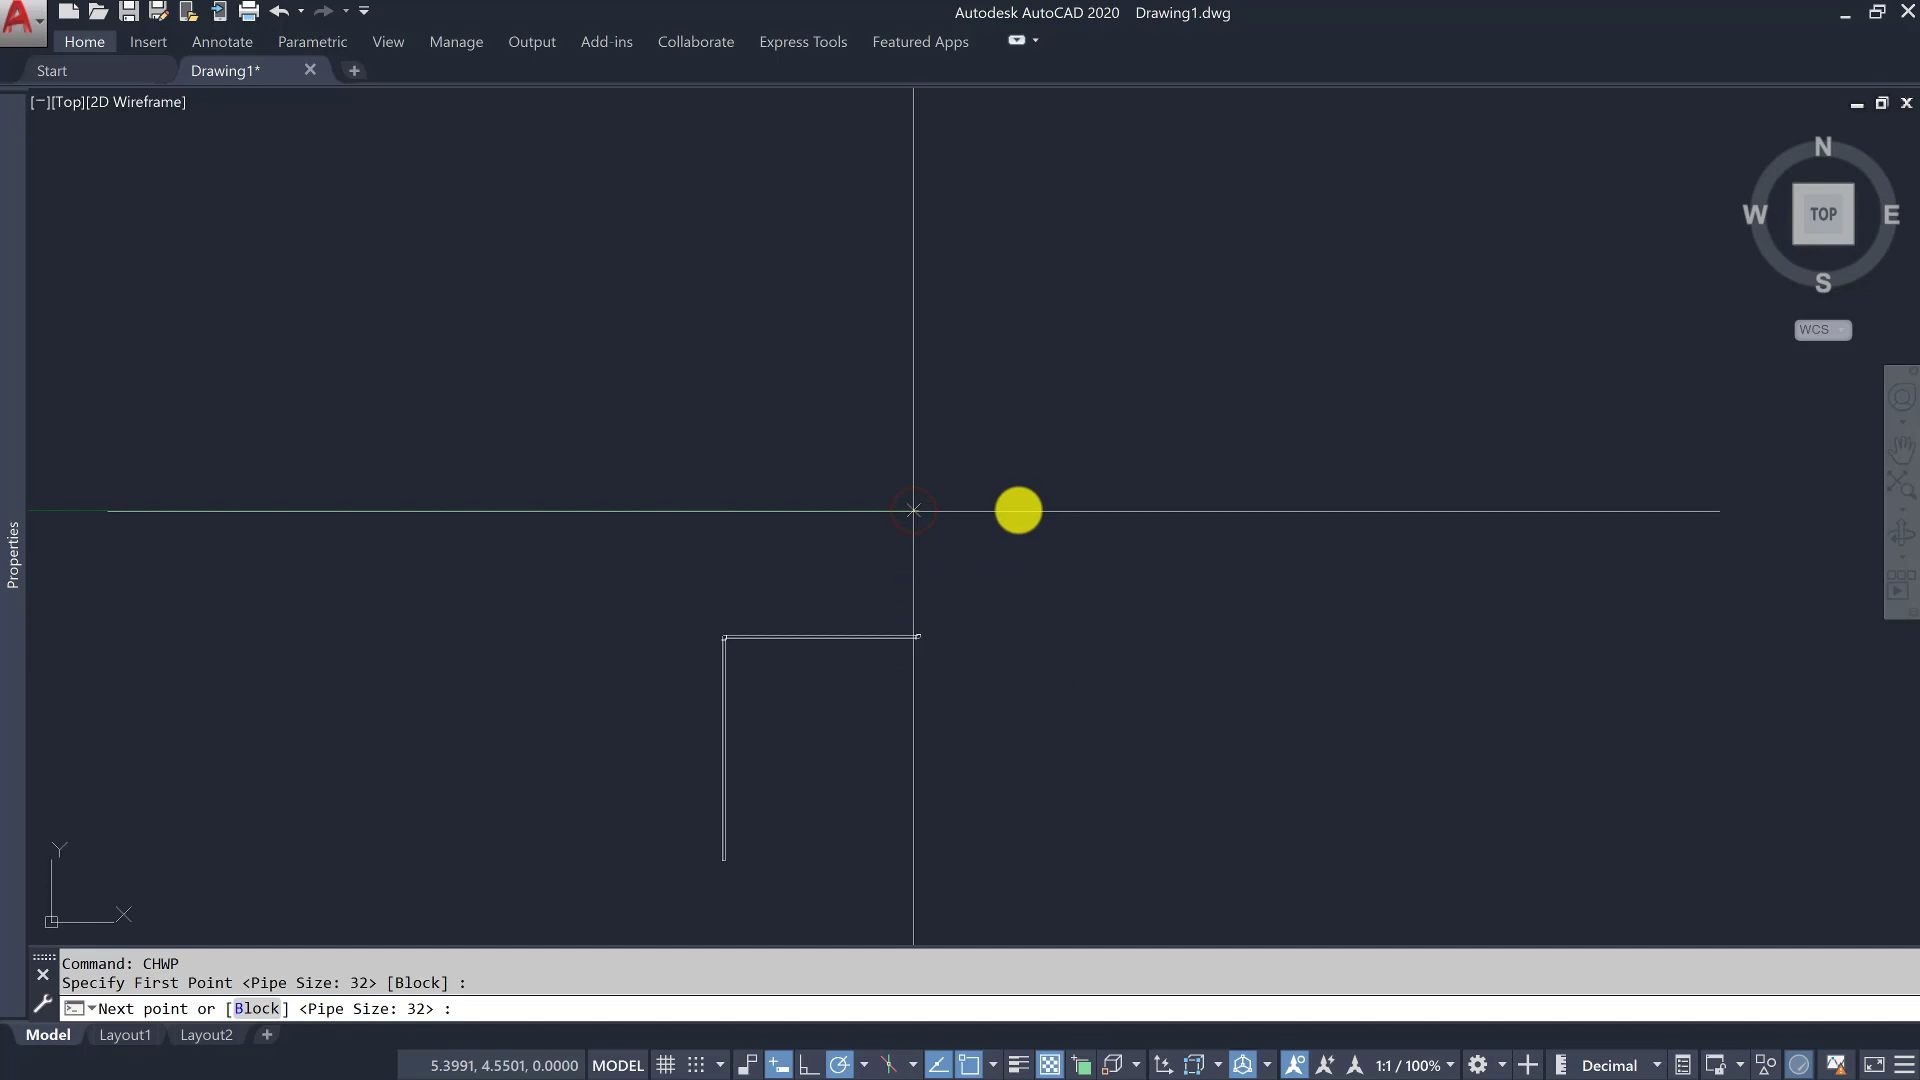 Autodesk AutoCAD 2020 Drawing1.dwg
Home Insert Annotate Parametric View Manage Output Add-ins Collaborate Express Tools Featured Apps
Start Drawing1*
[−][Top][2D Wireframe]
N
W TOP E
S
WCS
Properties
Y
X
Command: CHWP
Specify First Point <Pipe Size: 32> [Block] :
Next point or [Block] <Pipe Size: 32> :
Model Layout1 Layout2
5.3991, 4.5501, 0.0000 MODEL 1:1 / 100% Decimal